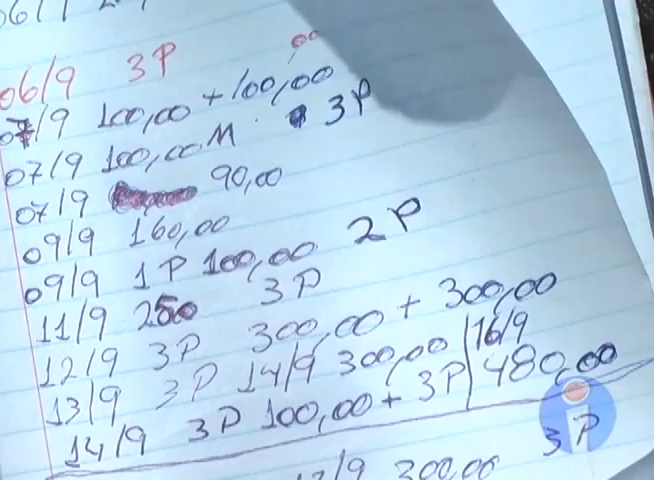 06/9 3P
07/9 100,00 + 100,00
07/9 100,00 M 3P
07/9 90,00
09/9 160,00
09/9 1P 100,00 2P
11/9 250 3P
12/9 3P 300,00 + 300,00
13/9 3P 14/9 300,00 16/9
14/9 3P 100,00 + 3P 480,00
3P
300,00